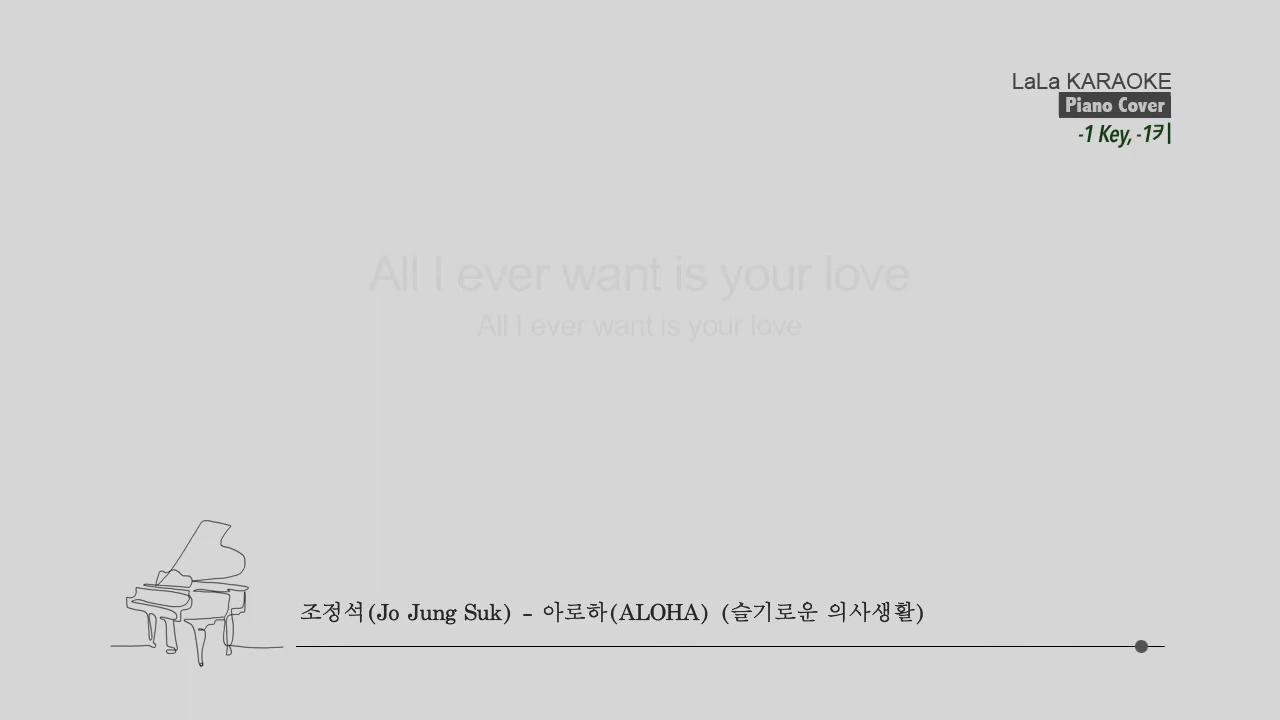 LaLa KARAOKE
Piano Cover
-1 Key, -1키
All I ever want is your love
All I ever want is your love
조정석(Jo Jung Suk) - 아로하(ALOHA) (슬기로운 의사생활)